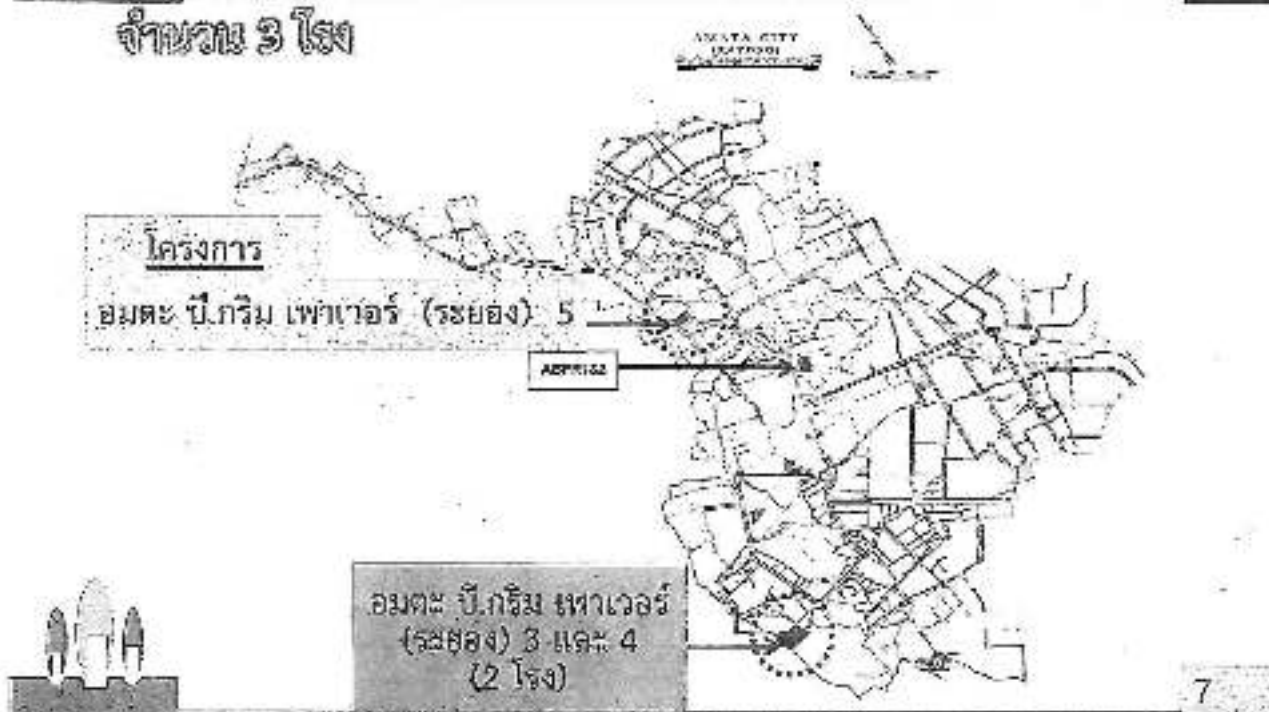 จำนวน 3 โรง
AMATA CITY
โครงการ
อมตะ บี.กริม เพาเวอร์ (ระยอง) 5
อมตะ บี.กริม เพาเวอร์
(ระยอง) 3 และ 4
(2 โรง)
7